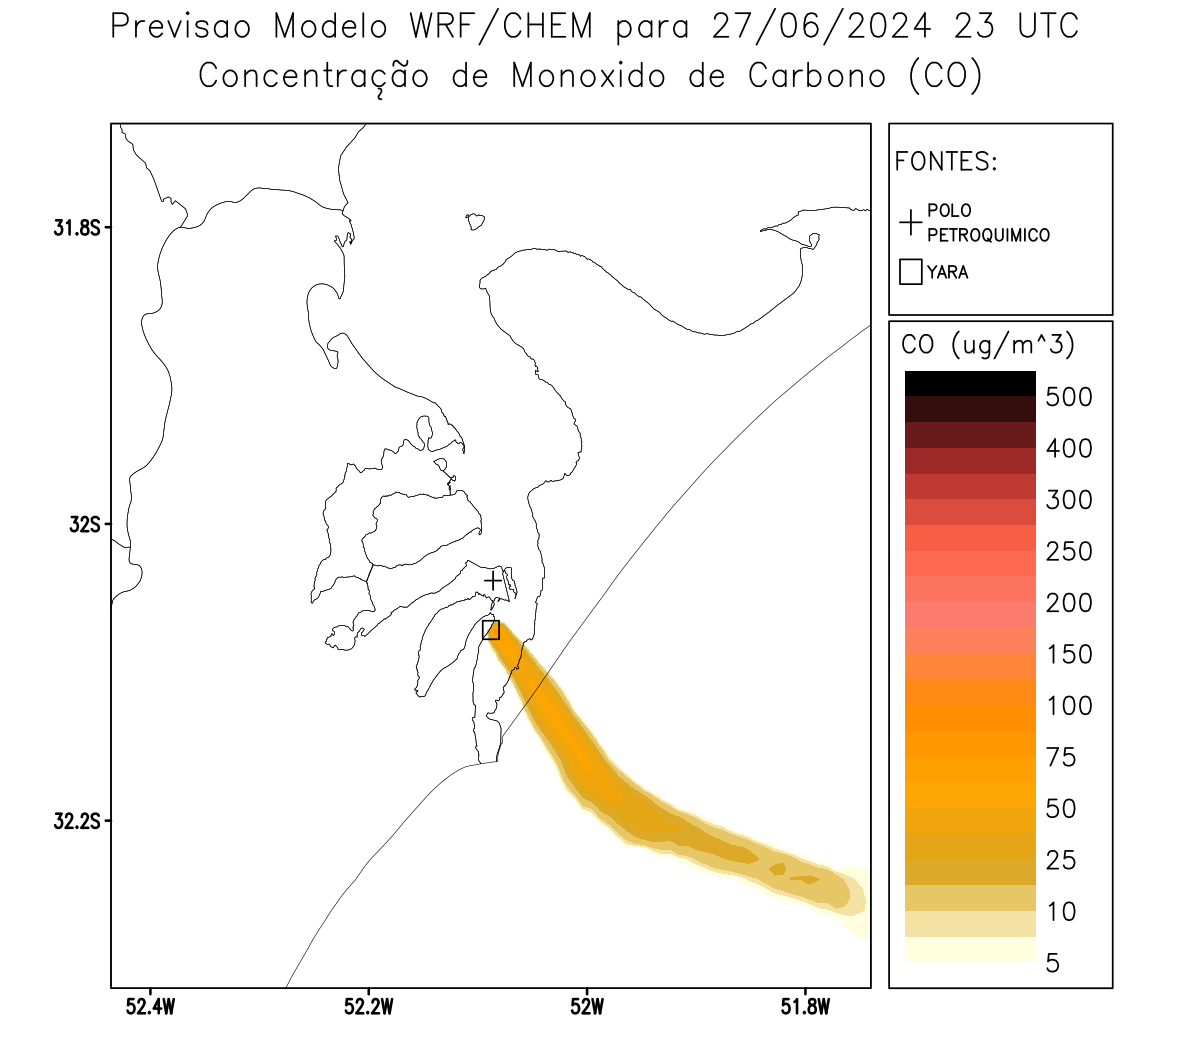 Previsao Modelo WRF/CHEM para 27/06/2024 23 UTC
Concentração de Monoxido de Carbono (CO)
FONTES:
POLO
PETROQUIMICO
YARA
CO (ug/m^3)
500
400
300
250
200
150
100
75
50
25
10
5
31.8S
32S
32.2S
52.4W
52.2W
52W
51.8W